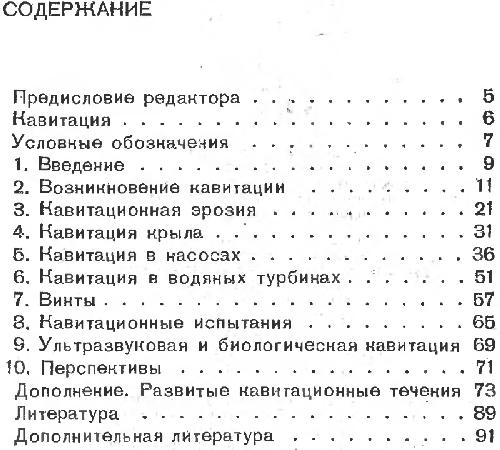 СОДЕРЖАНИЕ
Предисловие редактора . . . . . . . . . . . . 5
Кавитация . . . . . . . . . . . . . . . . . . 6
Условные обозначения . . . . . . . . . . . . 7
1. Введение . . . . . . . . . . . . . . . . . 9
2. Возникновение кавитации . . . . . . . . 11
3. Кавитационная эрозия . . . . . . . . . . 21
4. Кавитация крыла . . . . . . . . . . . . . 31
5. Кавитация в насосах . . . . . . . . . . . 36
6. Кавитация в водяных турбинах . . . . . . 51
7. Винты . . . . . . . . . . . . . . . . . . 57
8. Кавитационные испытания . . . . . . . . 65
9. Ультразвуковая и биологическая кавитация 69
10. Перспективы . . . . . . . . . . . . . . 71
Дополнение. Развитые кавитационные течения 73
Литература . . . . . . . . . . . . . . . . 89
Дополнительная литература . . . . . . . . . 91